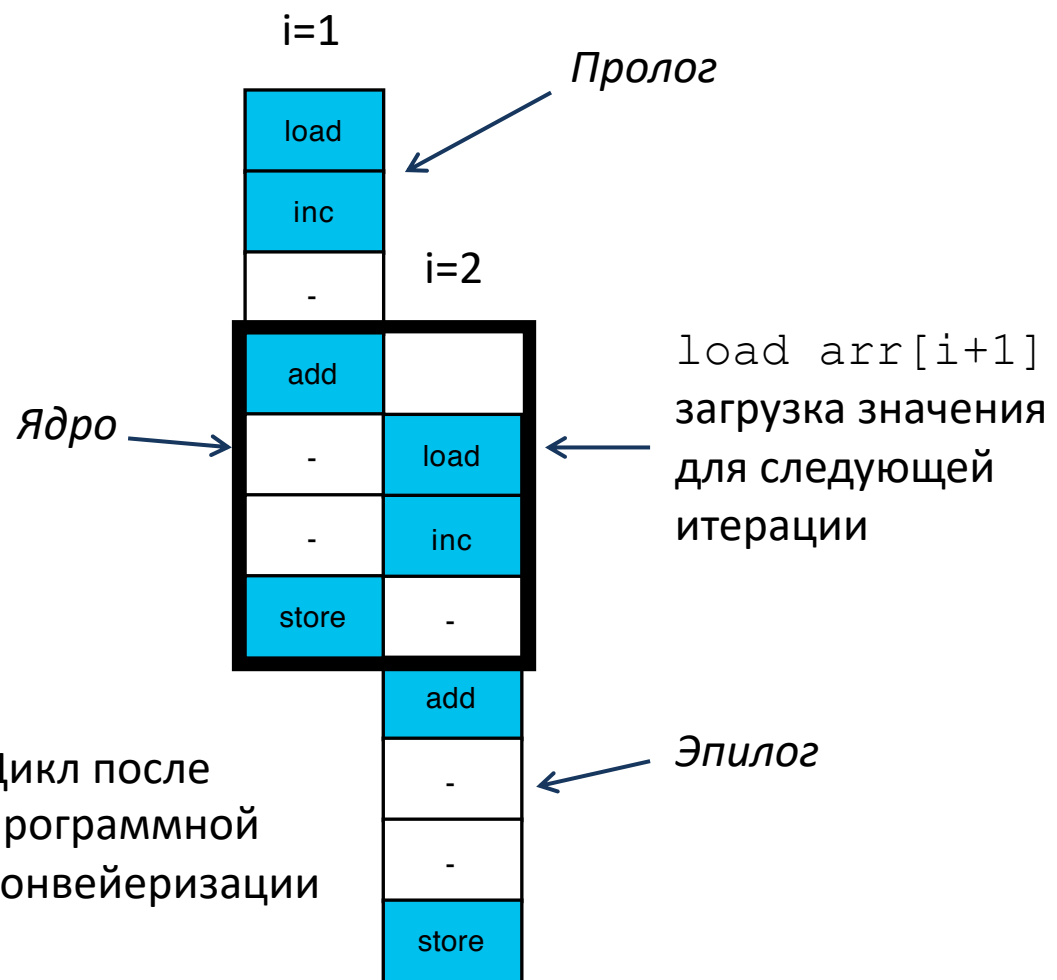 i=1
Пролог
load
inc
-
i=2
add
load arr[i+1]
загрузка значения
для следующей
итерации
Ядро
-
load
-
inc
store
-
add
-
Эпилог
-
store
Цикл после
рограммной
онвейеризации